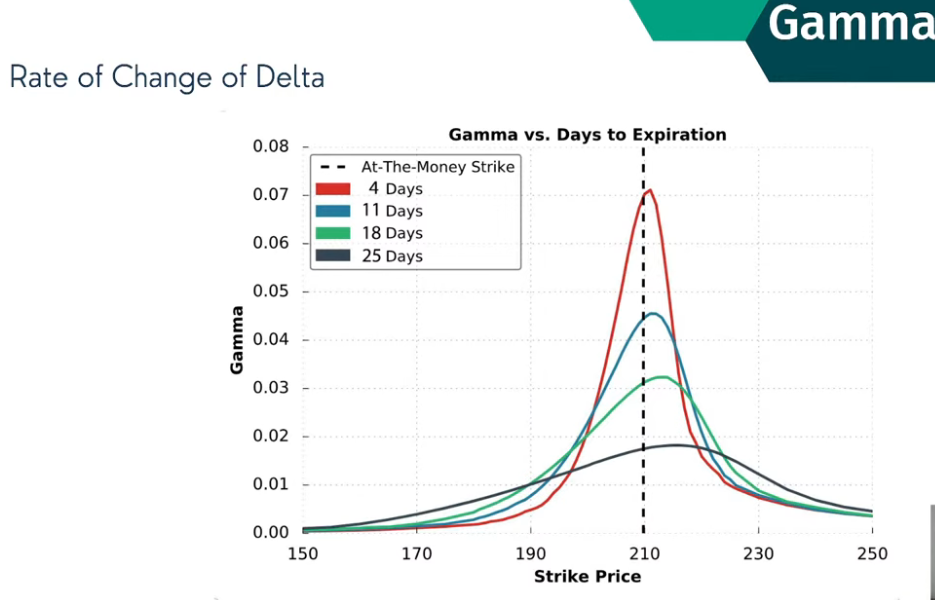 Gamma
Rate of Change of Delta
Gamma vs. Days to Expiration
At-The-Money Strike
4 Days
11 Days
18 Days
25 Days
Gamma
0.08
0.07
0.06
0.05
0.04
0.03
0.02
0.01
0.00
150 170 190 210 230 250
Strike Price